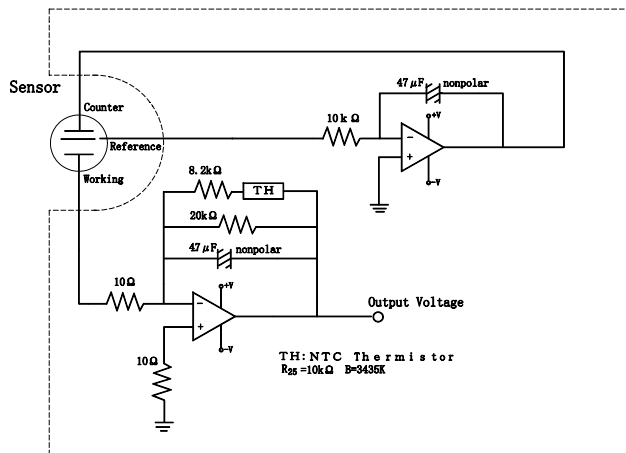 Sensor
Counter
Reference
Working
47μF nonpolar
10kΩ
−
+
+V
−V
8.2kΩ
TH
20kΩ
47μF nonpolar
10Ω
−
+
+V
−V
10Ω
Output Voltage
TH:NTC Thermistor
R25=10kΩ B=3435K